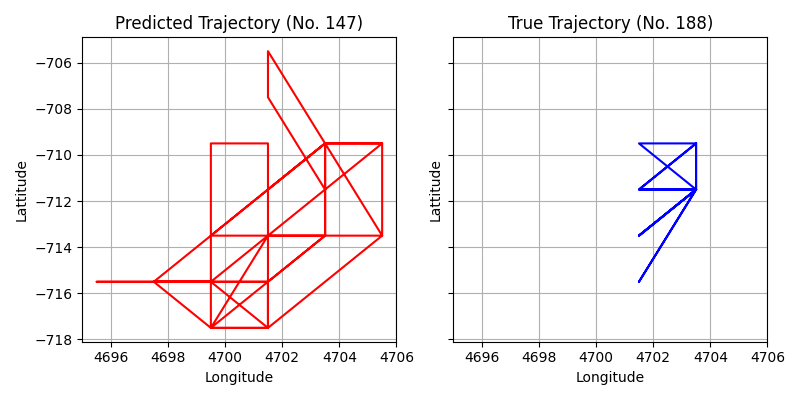 Predicted Trajectory (No. 147)
True Trajectory (No. 188)
Lattitude
−706
−708
−710
−712
−714
−716
−718
4696 4698 4700 4702 4704 4706
Longitude
Lattitude
4696 4698 4700 4702 4704 4706
Longitude